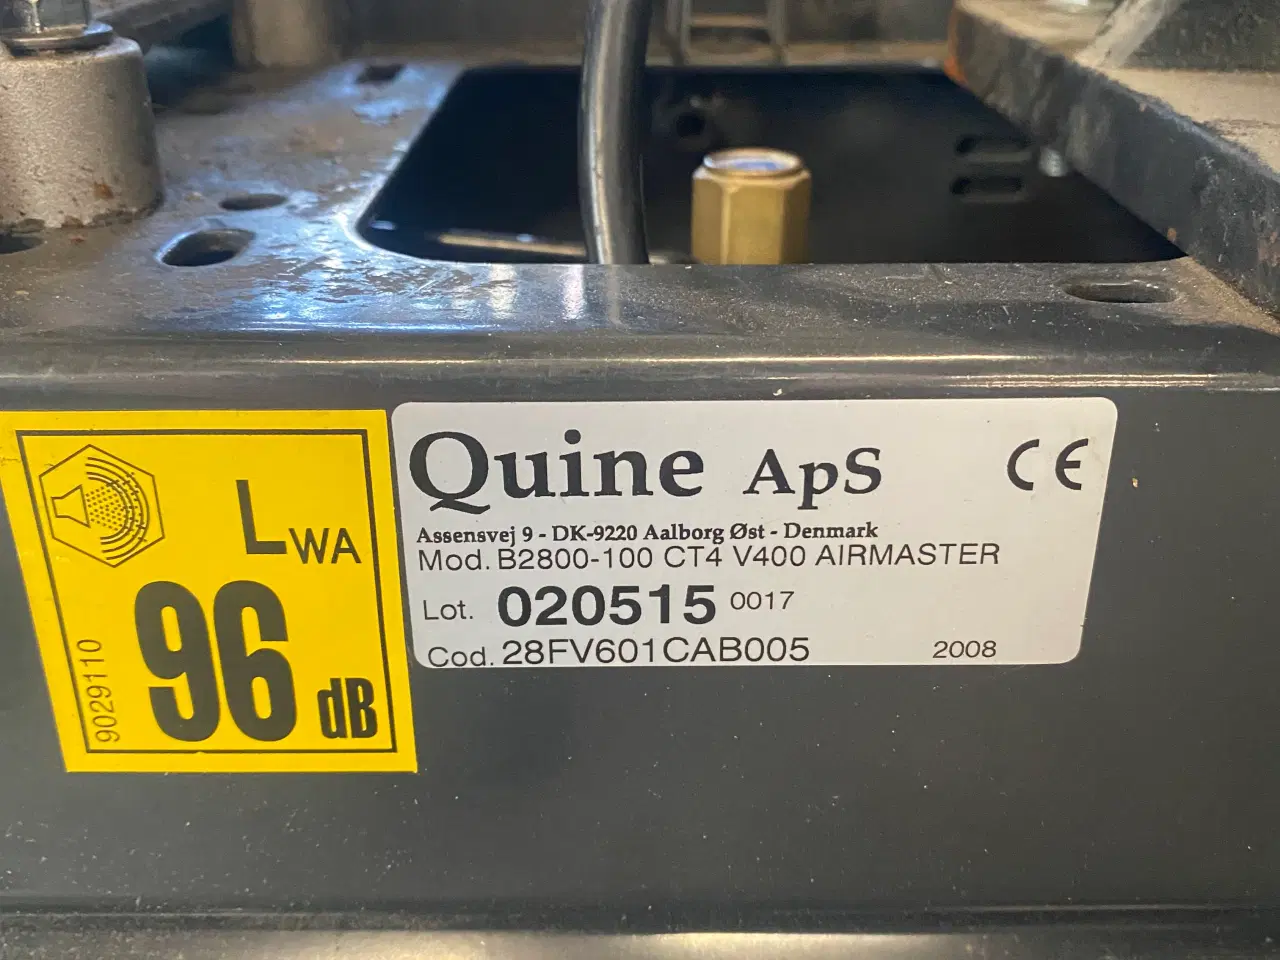 LWA
96 dB
9029110
Quine ApS
CE
Assensvej 9 - DK-9220 Aalborg Øst - Denmark
Mod. B2800-100 CT4 V400 AIRMASTER
Lot. 020515 0017
Cod. 28FV601CAB005 2008